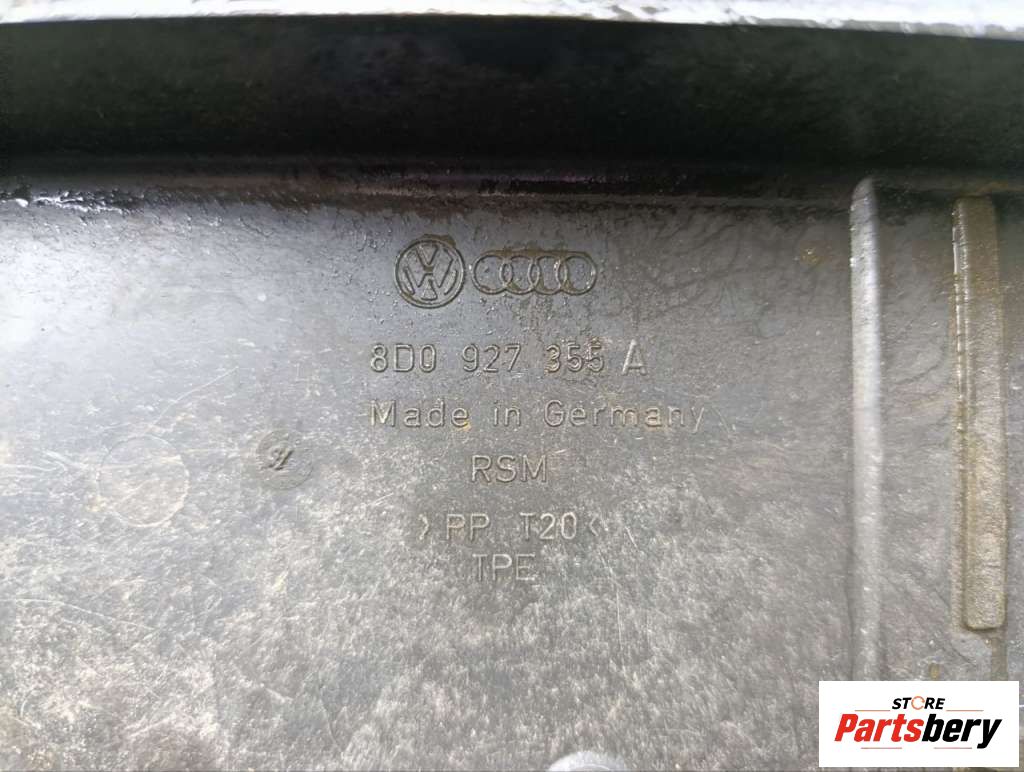 8D0 927 355 A
Made in Germany
RSM
>PP T20<
TPE
STORE
Partsbery